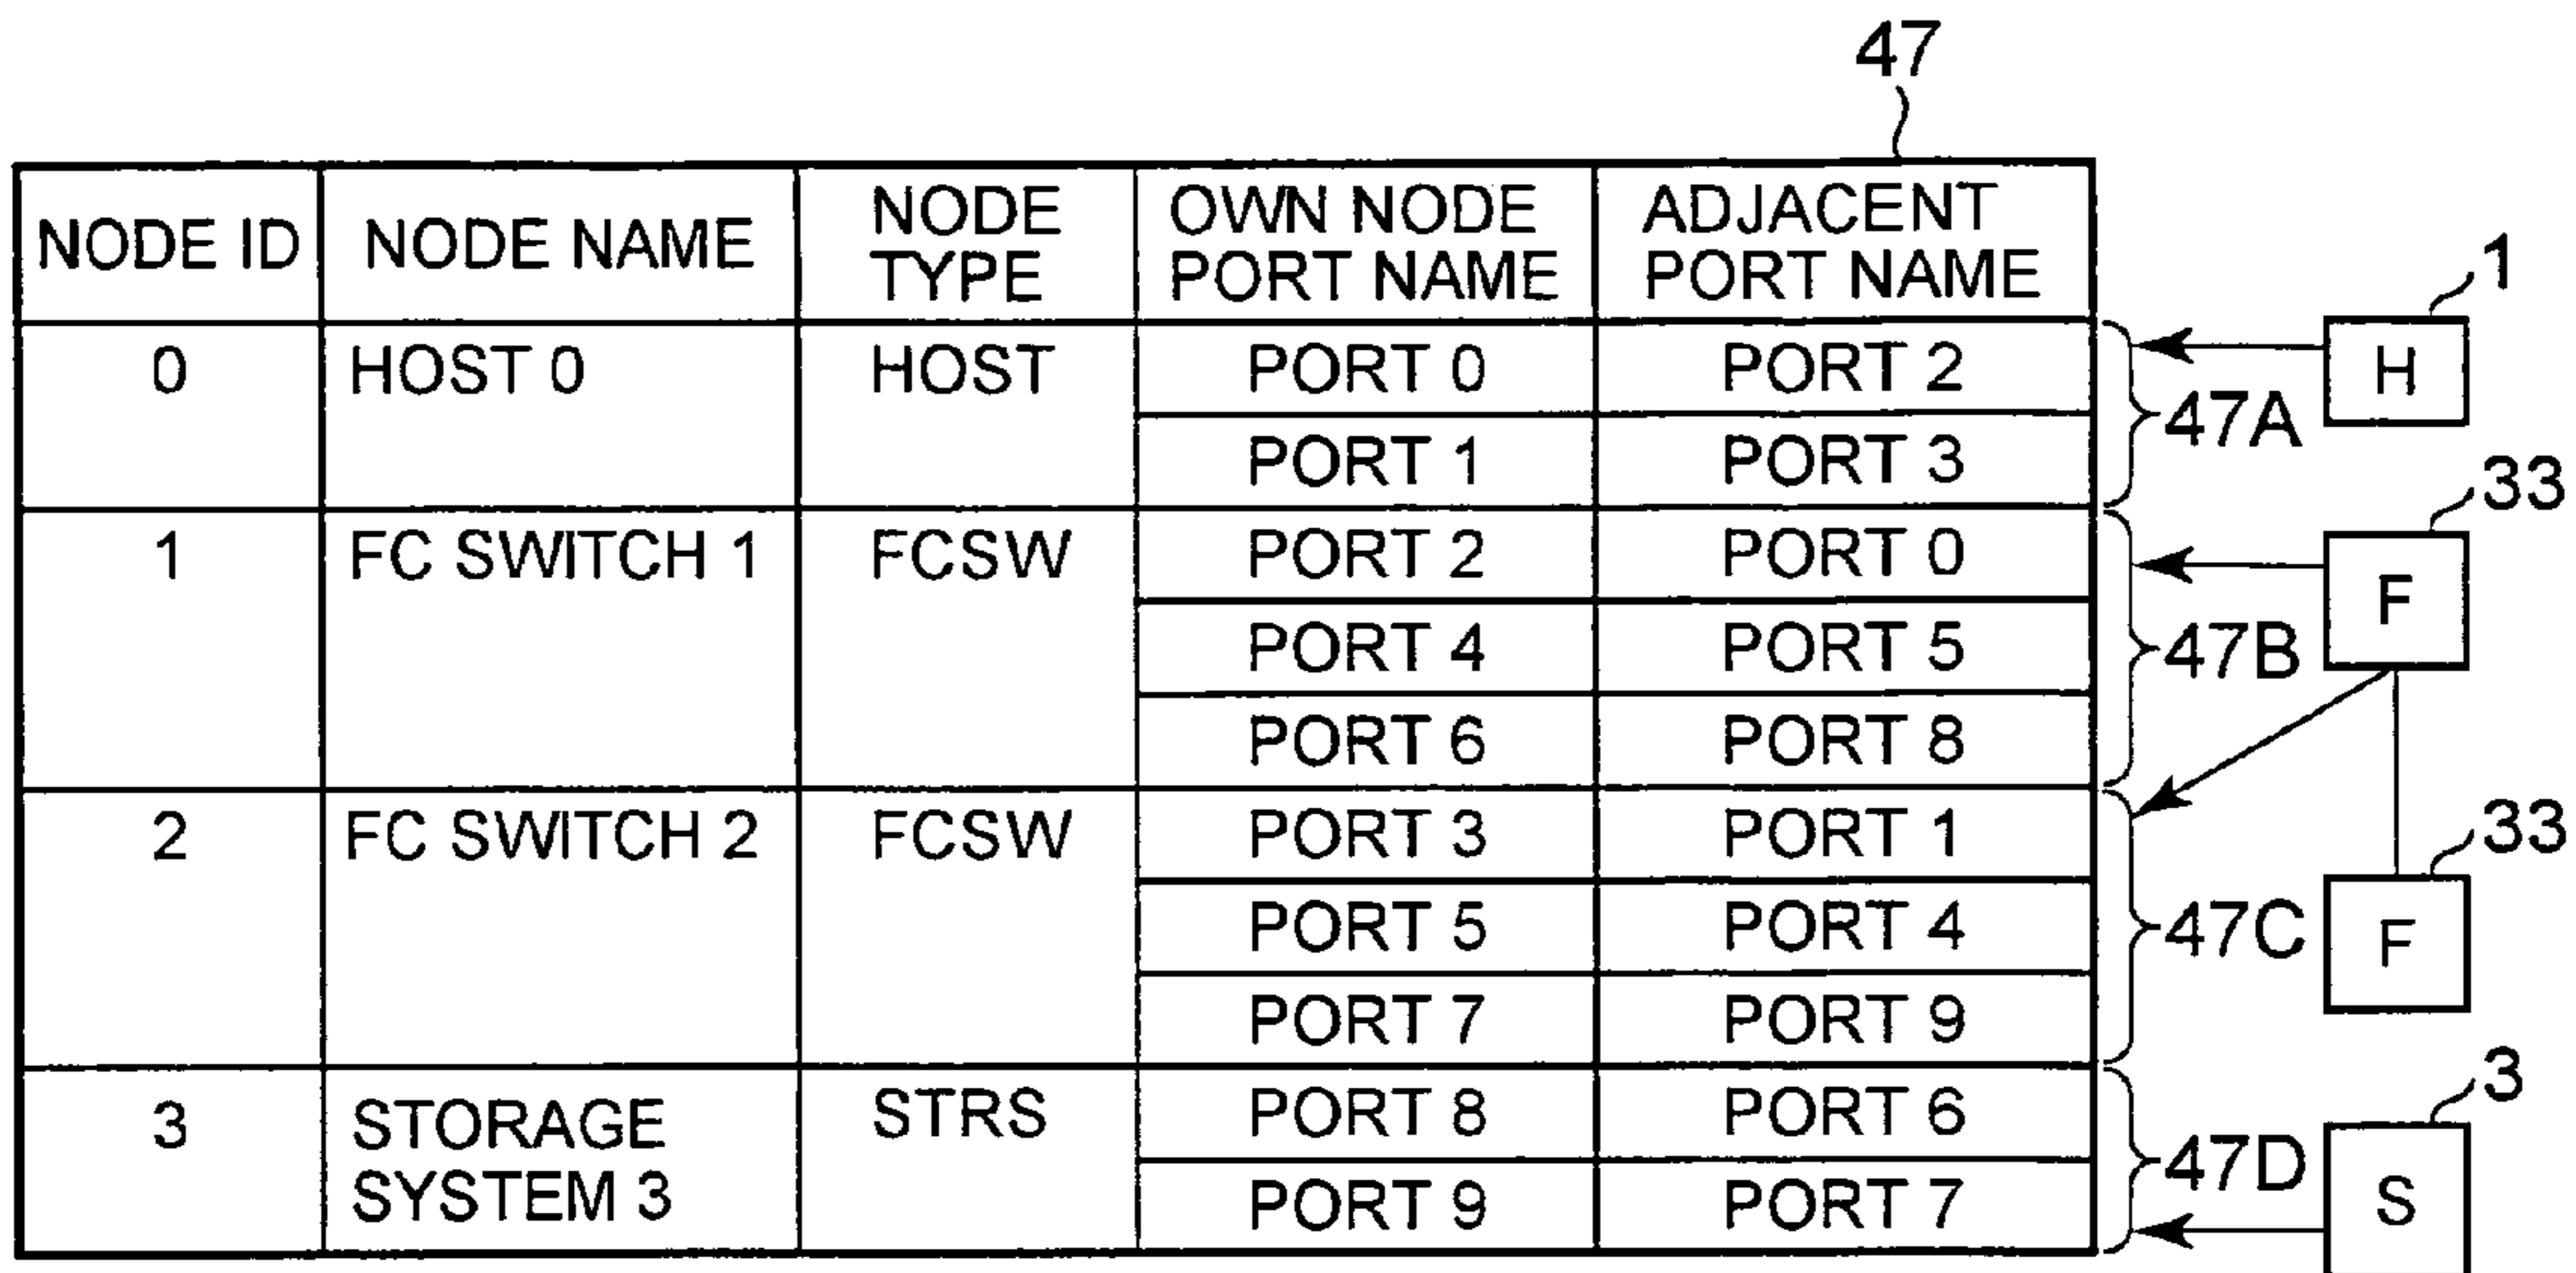 47
NODE ID NODE NAME NODE TYPE OWN NODE PORT NAME ADJACENT PORT NAME
0 HOST 0 HOST PORT 0 PORT 2
PORT 1 PORT 3
1 FC SWITCH 1 FCSW PORT 2 PORT 0
PORT 4 PORT 5
PORT 6 PORT 8
2 FC SWITCH 2 FCSW PORT 3 PORT 1
PORT 5 PORT 4
PORT 7 PORT 9
3 STORAGE SYSTEM 3 STRS PORT 8 PORT 6
PORT 9 PORT 7
47A
47B
47C
47D
1
H
33
F
33
F
3
S